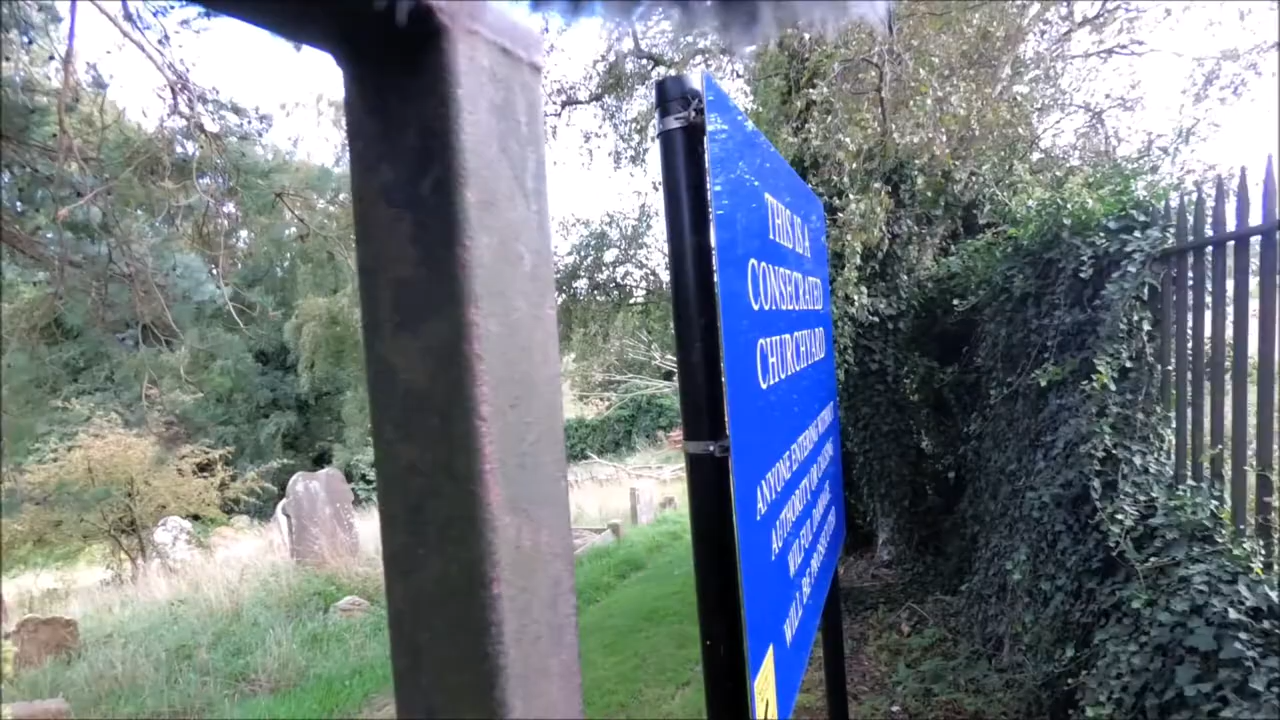 THIS IS A
CONSECRATED
CHURCHYARD
ANYONE ENTERING WITHOUT
AUTHORITY OR CAUSING
WILFUL DAMAGE
WILL BE PROSECUTED